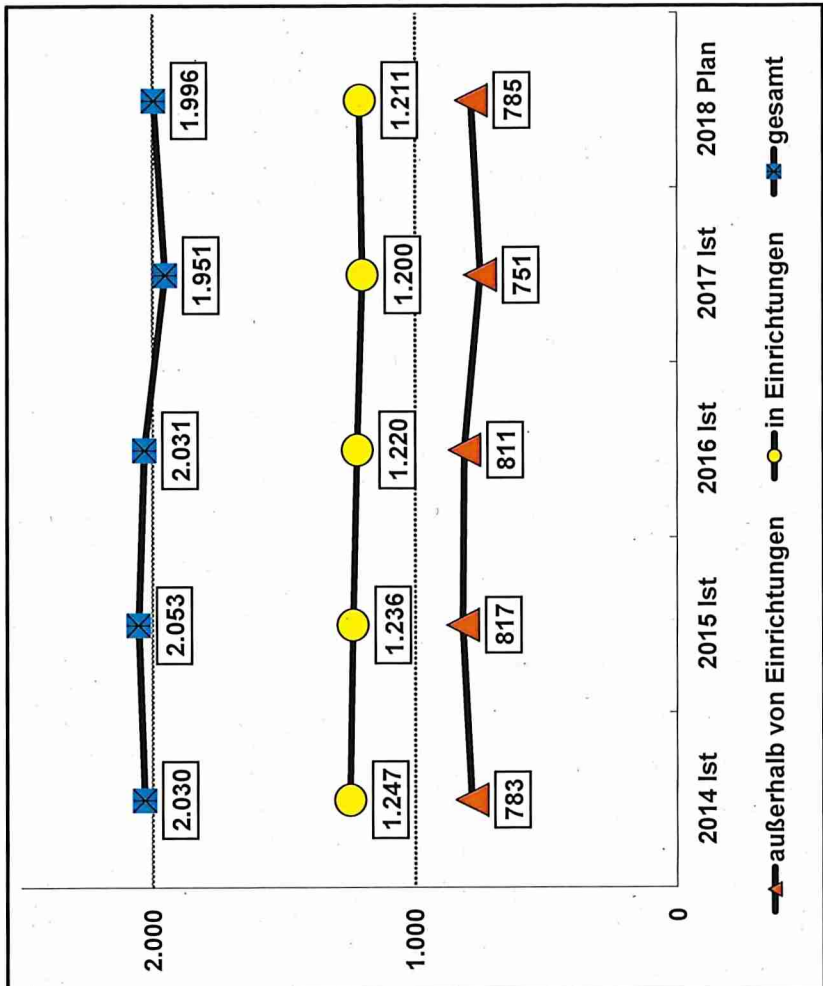 2.000
1.000
0
2.030
2.053
2.031
1.951
1.996
1.247
1.236
1.220
1.200
1.211
783
817
811
751
785
2014 Ist
2015 Ist
2016 Ist
2017 Ist
2018 Plan
außerhalb von Einrichtungen
in Einrichtungen
gesamt